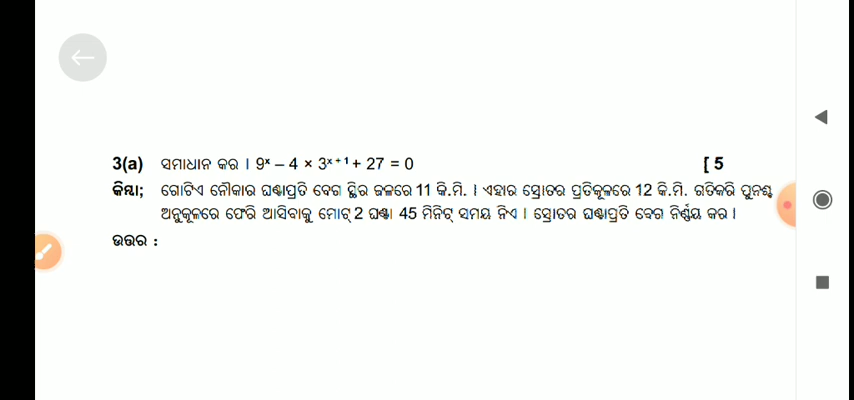 3(a) ସମାଧାନ କର । 9ˣ – 4 × 3ˣ⁺¹ + 27 = 0 [ 5
କିମ୍ବା; ଗୋଟିଏ ନୌକାର ଘଣ୍ଟାପ୍ରତି ବେଗ ସ୍ଥିର ଜଳରେ 11 କି.ମି. । ଏହାର ସ୍ରୋତର ପ୍ରତିକୂଳରେ 12 କି.ମି. ଗତିକରି ପୁନଶ୍ଚ
ଅନୁକୂଳରେ ଫେରି ଆସିବାକୁ ମୋଟ୍ 2 ଘଣ୍ଟା 45 ମିନିଟ୍ ସମୟ ନିଏ । ସ୍ରୋତର ଘଣ୍ଟାପ୍ରତି ବେଗ ନିର୍ଣ୍ଣୟ କର ।
ଉତ୍ତର :